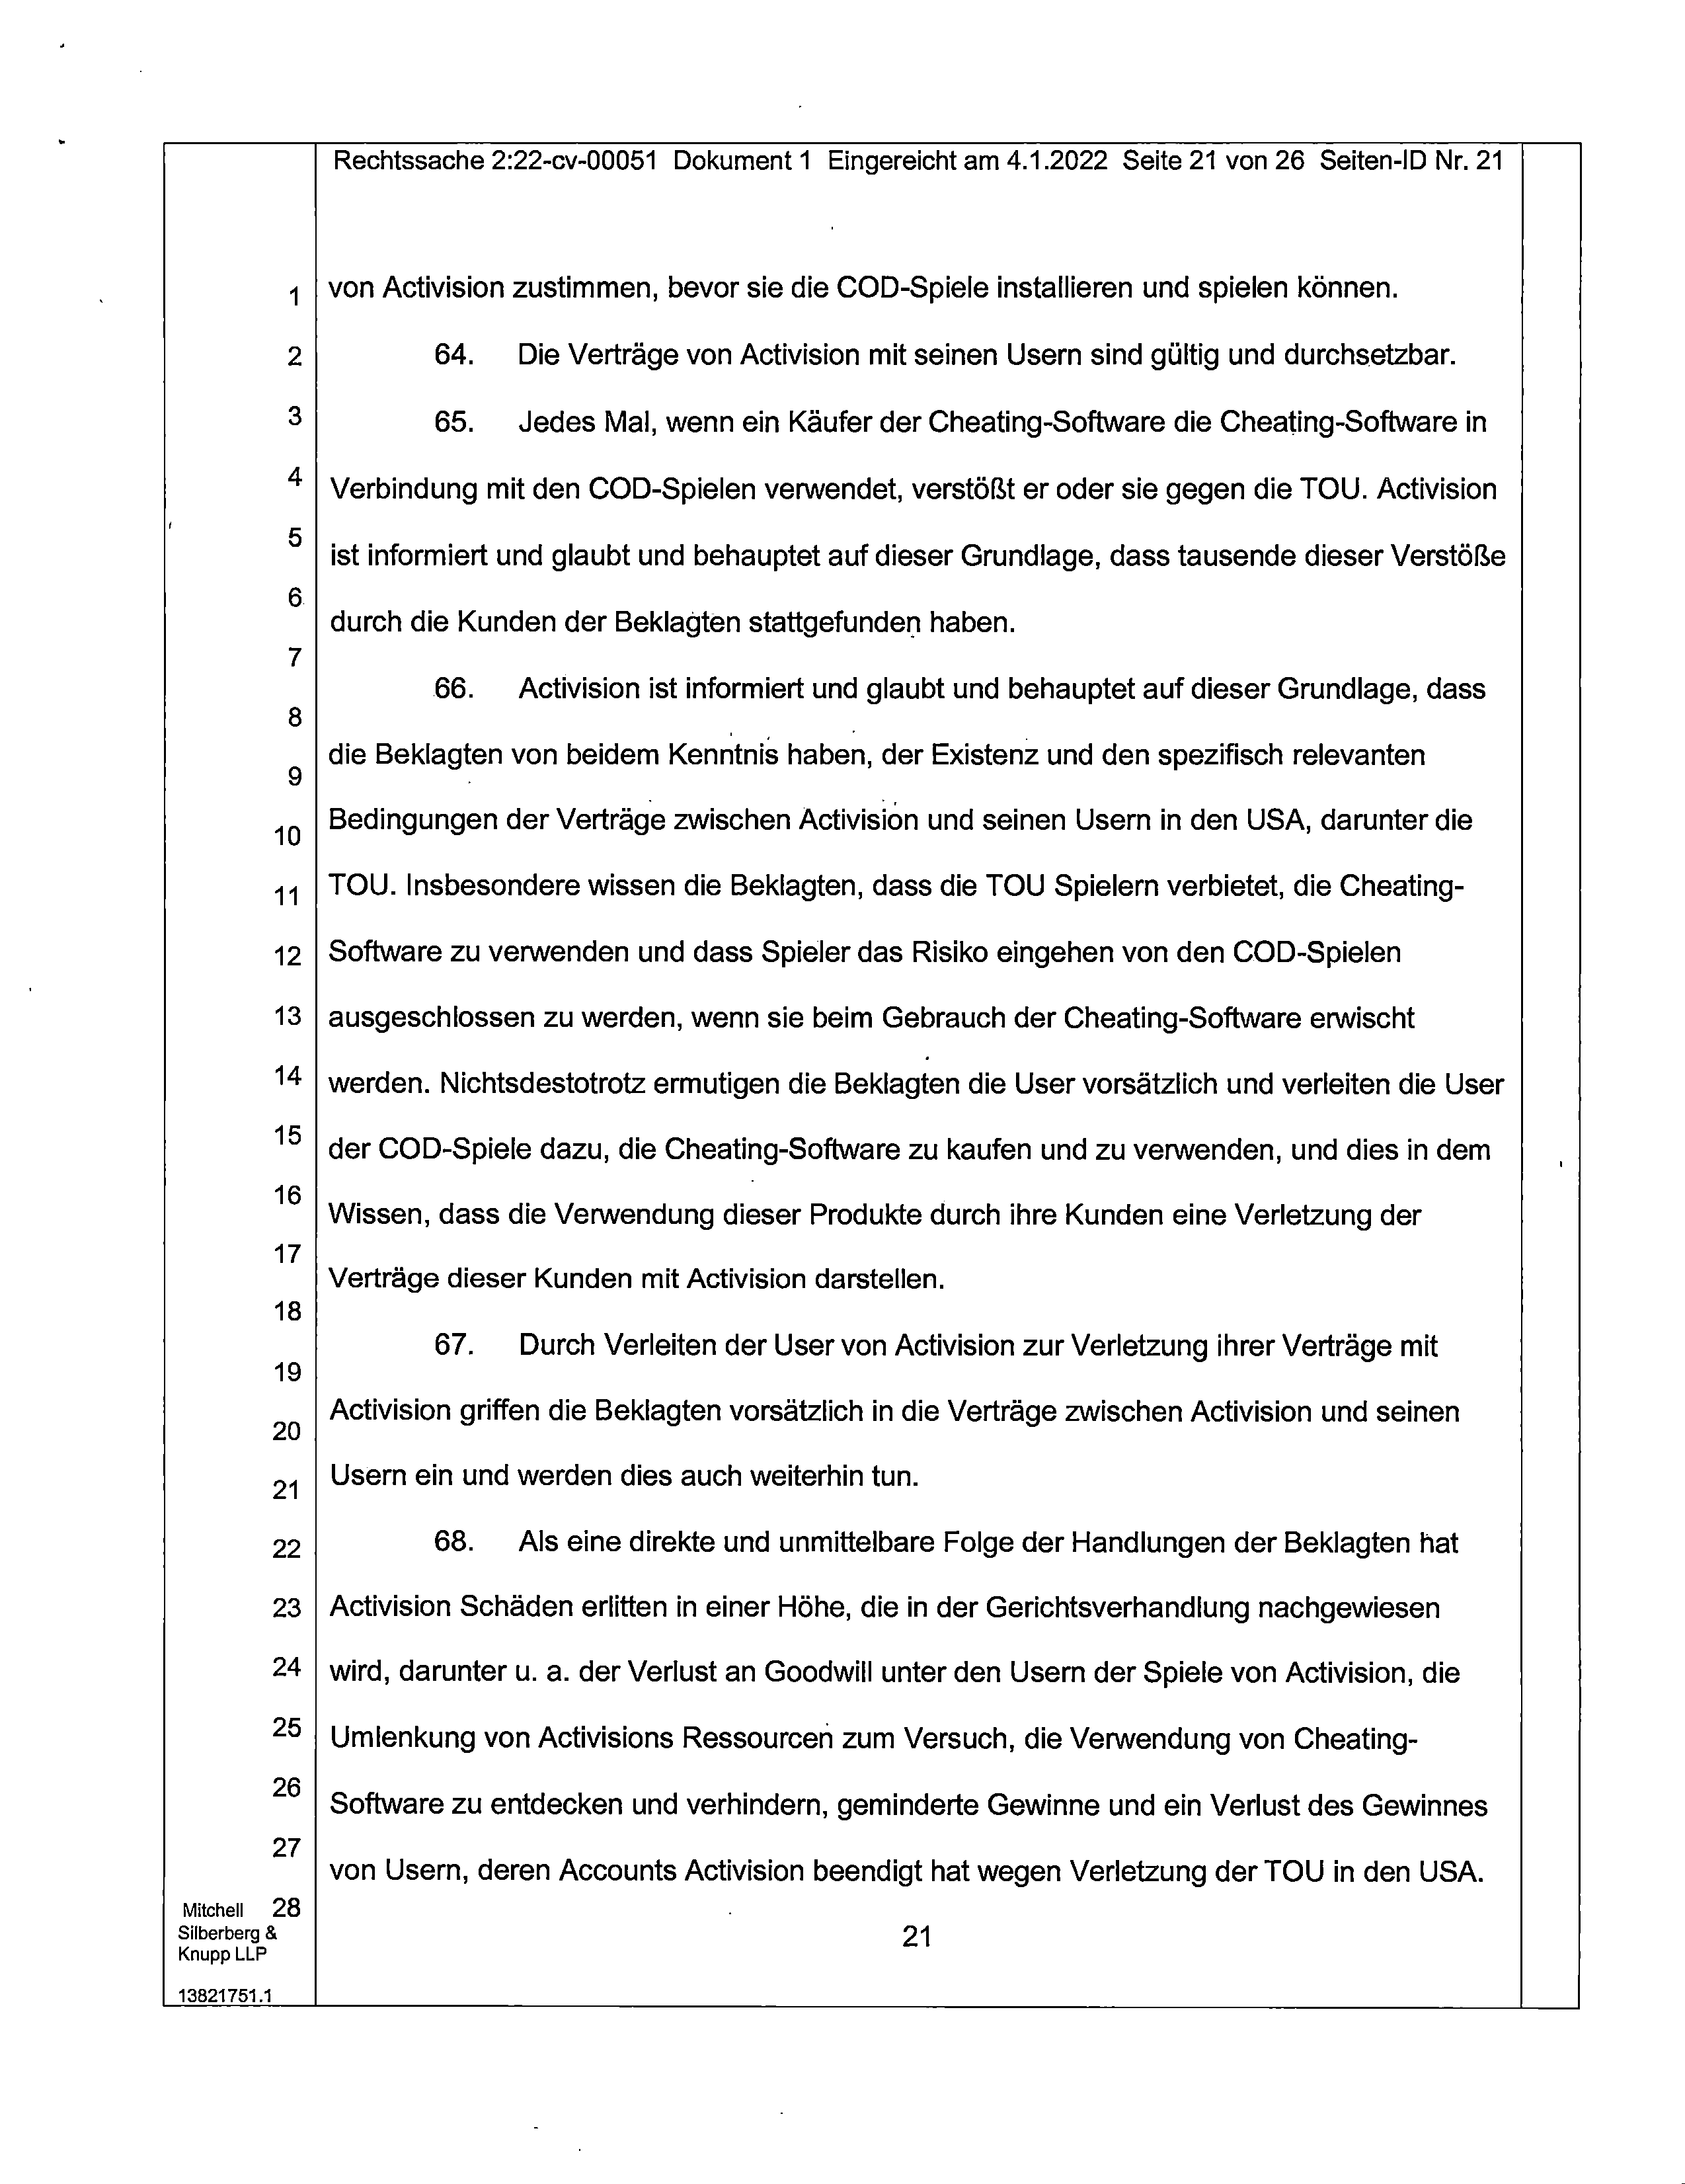 Rechtssache 2:22-cv-00051 Dokument 1 Eingereicht am 4.1.2022 Seite 21 von 26 Seiten-ID Nr. 21
1 von Activision zustimmen, bevor sie die COD-Spiele installieren und spielen können.
2 64. Die Verträge von Activision mit seinen Usern sind gültig und durchsetzbar.
3 65. Jedes Mal, wenn ein Käufer der Cheating-Software die Cheating-Software in
4 Verbindung mit den COD-Spielen verwendet, verstößt er oder sie gegen die TOU. Activision
5 ist informiert und glaubt und behauptet auf dieser Grundlage, dass tausende dieser Verstöße
6 durch die Kunden der Beklagten stattgefunden haben.
7
66. Activision ist informiert und glaubt und behauptet auf dieser Grundlage, dass
8
die Beklagten von beidem Kenntnis haben, der Existenz und den spezifisch relevanten
9
10 Bedingungen der Verträge zwischen Activision und seinen Usern in den USA, darunter die
11 TOU. Insbesondere wissen die Beklagten, dass die TOU Spielern verbietet, die Cheating-
12 Software zu verwenden und dass Spieler das Risiko eingehen von den COD-Spielen
13 ausgeschlossen zu werden, wenn sie beim Gebrauch der Cheating-Software erwischt
14 werden. Nichtsdestotrotz ermutigen die Beklagten die User vorsätzlich und verleiten die User
15 der COD-Spiele dazu, die Cheating-Software zu kaufen und zu verwenden, und dies in dem
16 Wissen, dass die Verwendung dieser Produkte durch ihre Kunden eine Verletzung der
17 Verträge dieser Kunden mit Activision darstellen.
18
67. Durch Verleiten der User von Activision zur Verletzung ihrer Verträge mit
19
20 Activision griffen die Beklagten vorsätzlich in die Verträge zwischen Activision und seinen
21 Usern ein und werden dies auch weiterhin tun.
22 68. Als eine direkte und unmittelbare Folge der Handlungen der Beklagten hat
23 Activision Schäden erlitten in einer Höhe, die in der Gerichtsverhandlung nachgewiesen
24 wird, darunter u. a. der Verlust an Goodwill unter den Usern der Spiele von Activision, die
25 Umlenkung von Activisions Ressourcen zum Versuch, die Verwendung von Cheating-
26 Software zu entdecken und verhindern, geminderte Gewinne und ein Verlust des Gewinnes
27 von Usern, deren Accounts Activision beendigt hat wegen Verletzung der TOU in den USA.
Mitchell 28
Silberberg &
Knupp LLP
21
13821751.1